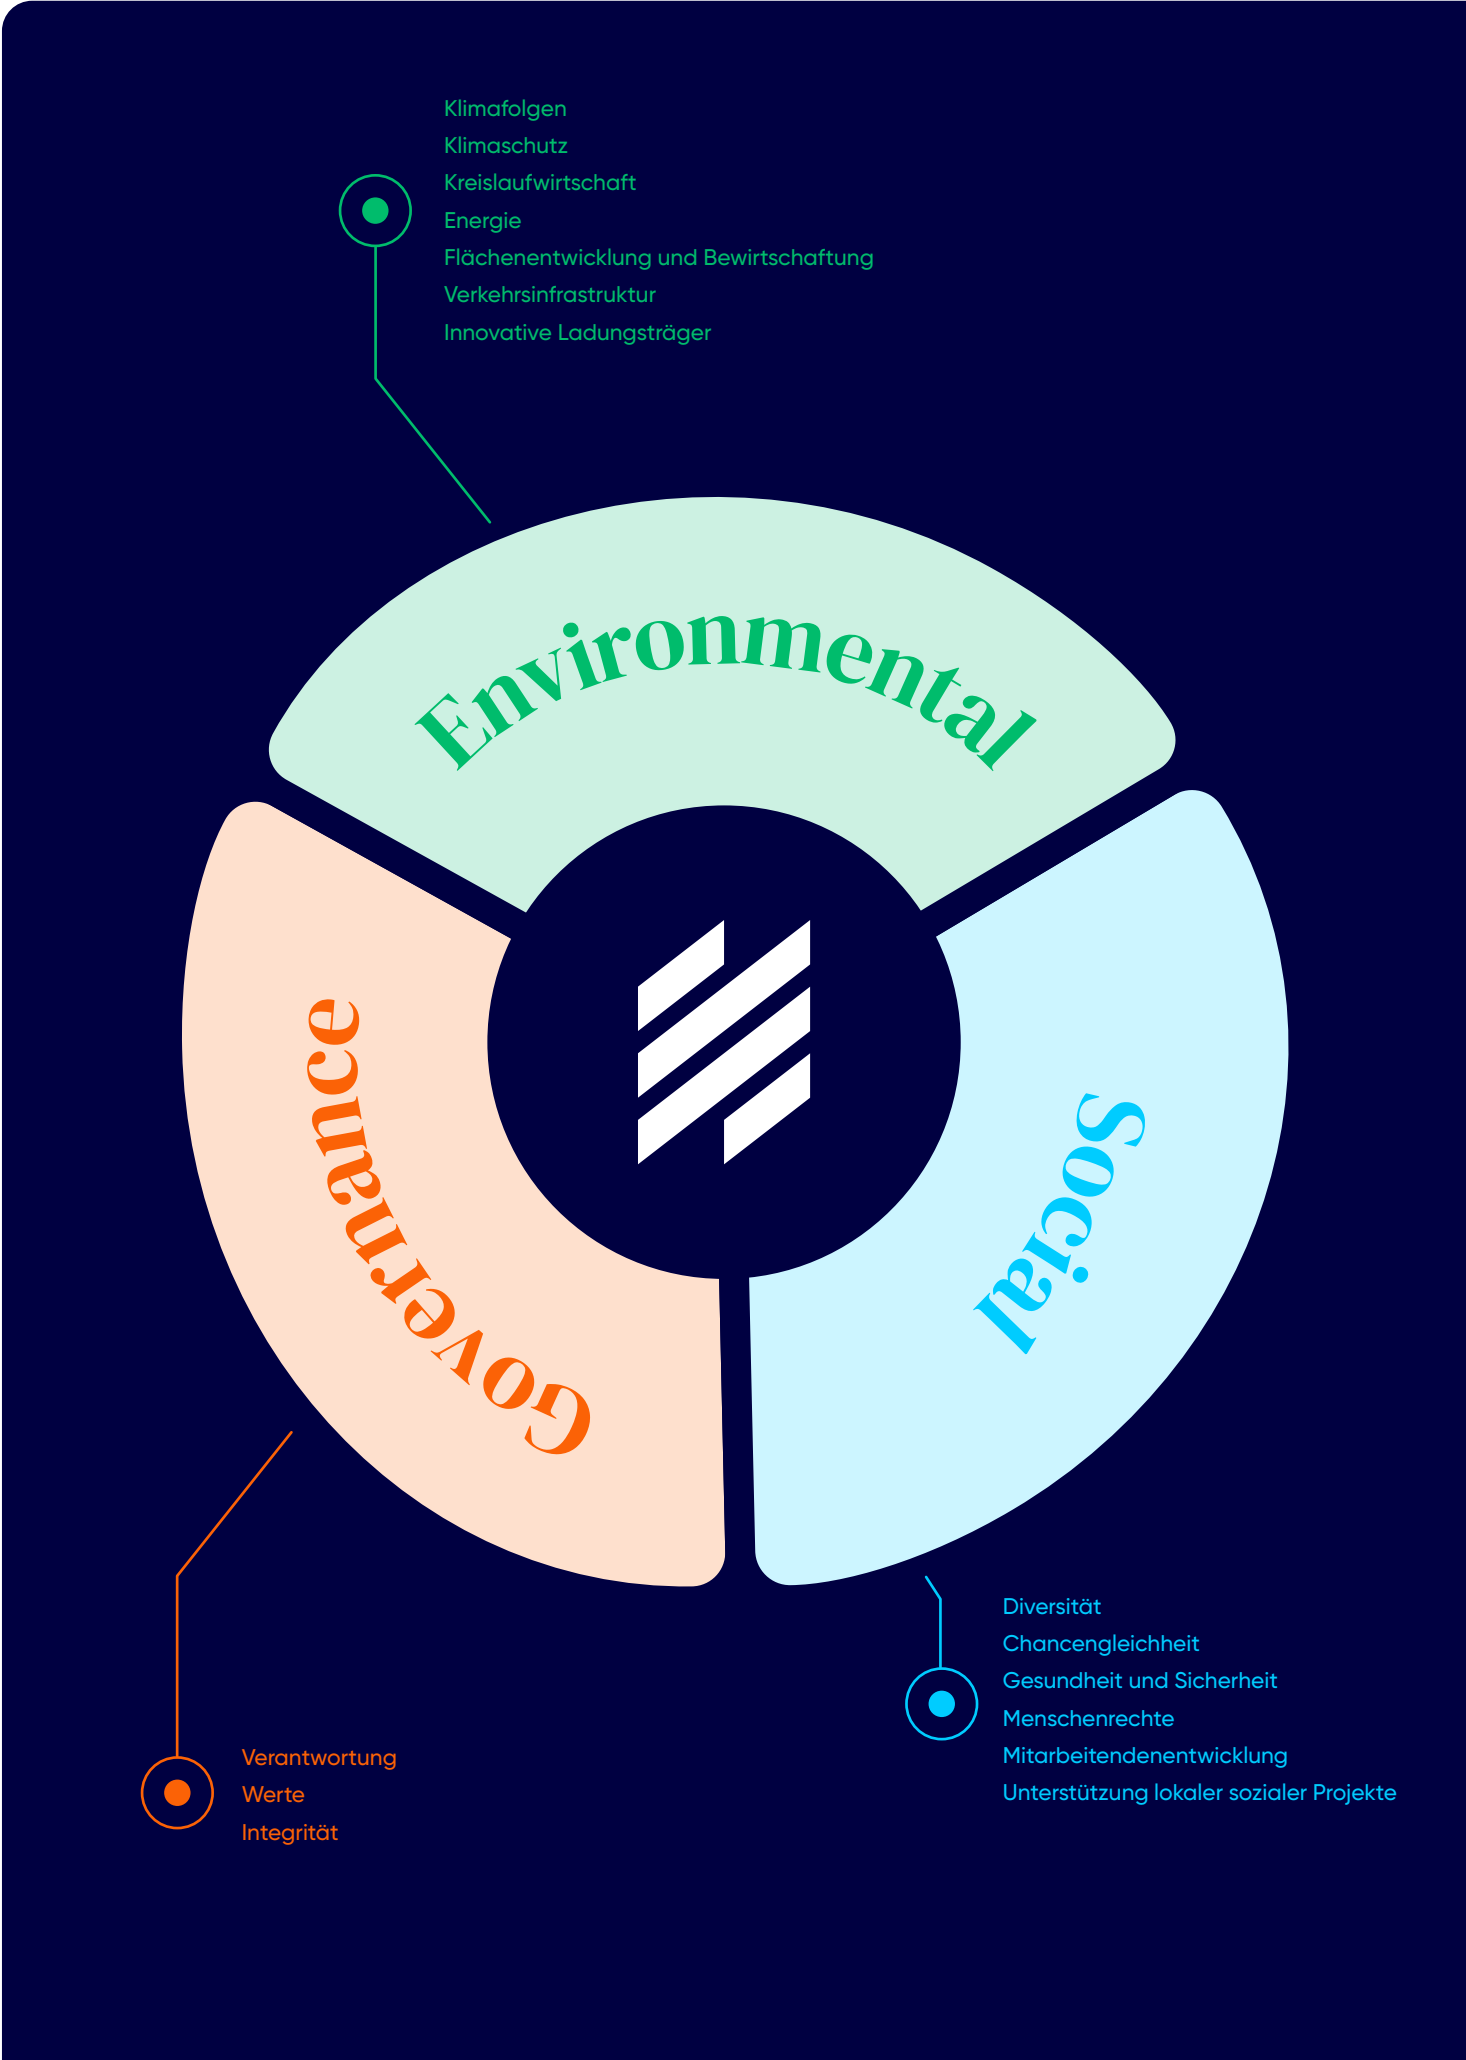 Klimafolgen
Klimaschutz
Kreislaufwirtschaft
Energie
Flächenentwicklung und Bewirtschaftung
Verkehrsinfrastruktur
Innovative Ladungsträger
Environmental
Governance
Social
Diversität
Chancengleichheit
Gesundheit und Sicherheit
Menschenrechte
Mitarbeitendenentwicklung
Unterstützung lokaler sozialer Projekte
Verantwortung
Werte
Integrität